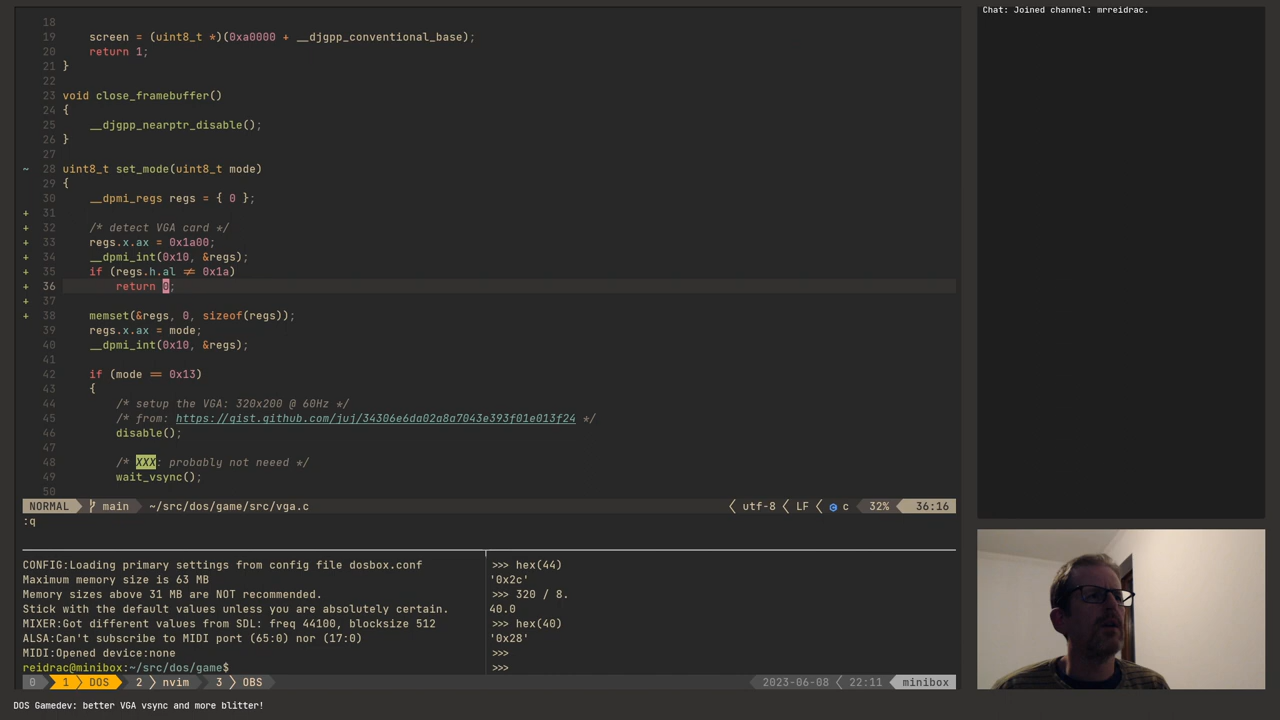 18
19 screen = (uint8_t *)(0xa0000 + __djgpp_conventional_base);
20 return 1;
21 }
22
23 void close_framebuffer()
24 {
25 __djgpp_nearptr_disable();
26 }
27
~ 28 uint8_t set_mode(uint8_t mode)
29 {
30 __dpmi_regs regs = { 0 };
+ 31
+ 32 /* detect VGA card */
+ 33 regs.x.ax = 0x1a00;
+ 34 __dpmi_int(0x10, &regs);
+ 35 if (regs.h.al ≠ 0x1a)
+ 36 return 0;
+ 37
+ 38 memset(&regs, 0, sizeof(regs));
39 regs.x.ax = mode;
40 __dpmi_int(0x10, &regs);
41
42 if (mode == 0x13)
43 {
44 /* setup the VGA: 320x200 @ 60Hz */
45 /* from: https://gist.github.com/juj/34306e6da02a8a7043e393f01e013f24 */
46 disable();
47
48 /* XXX: probably not neeed */
49 wait_vsync();
50
NORMAL main ~/src/dos/game/src/vga.c utf-8 LF c 32% 36:16
:q
CONFIG:Loading primary settings from config file dosbox.conf
Maximum memory size is 63 MB
Memory sizes above 31 MB are NOT recommended.
Stick with the default values unless you are absolutely certain.
MIXER:Got different values from SDL: freq 44100, blocksize 512
ALSA:Can't subscribe to MIDI port (65:0) nor (17:0)
MIDI:Opened device:none
reidrac@minibox:~/src/dos/game$
>>> hex(44)
'0x2c'
>>> 320 / 8.
40.0
>>> hex(40)
'0x28'
>>>
>>>
0 1 DOS 2 nvim 3 OBS 2023-06-08 22:11 minibox
DOS Gamedev: better VGA vsync and more blitter!
Chat: Joined channel: mrreidrac.